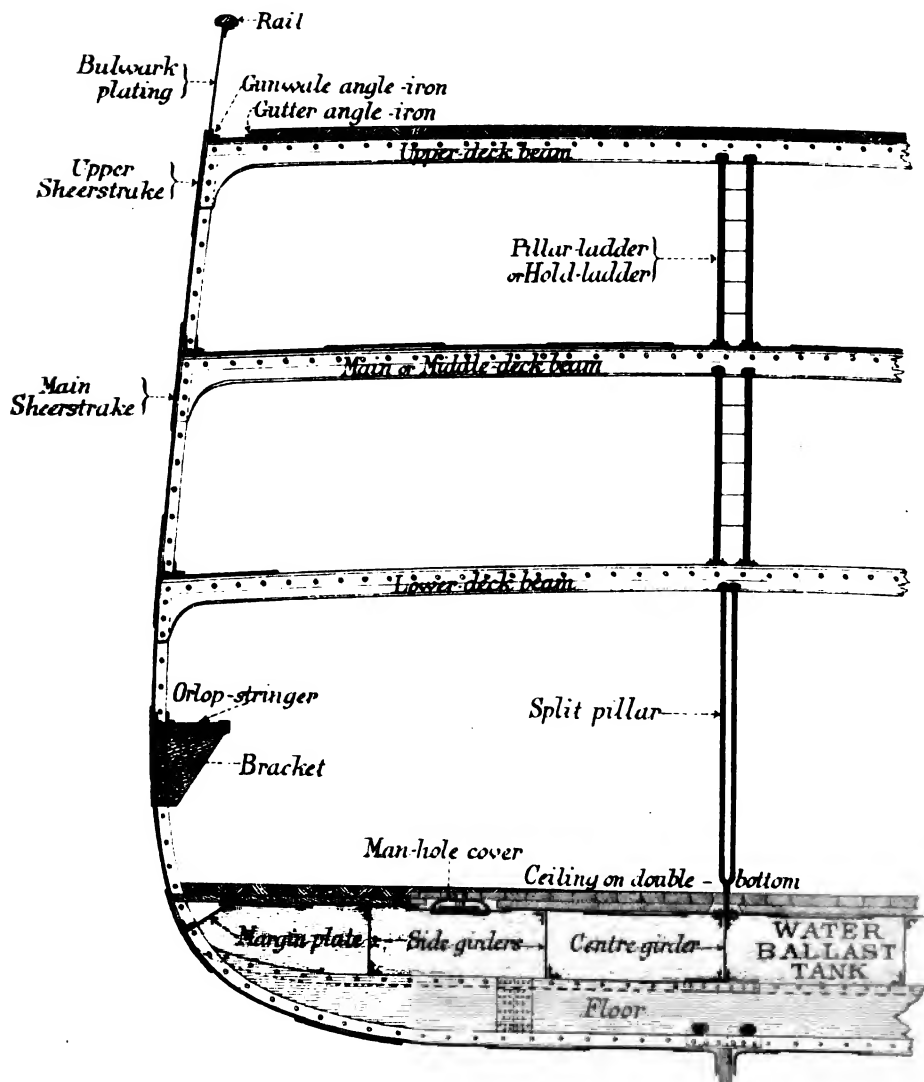 Rail
Bulwark
plating
Gunwale angle-iron
Gutter angle-iron
Upper-deck beam
Upper
Sheerstrake
Pillar-ladder
or Hold-ladder
Main or Middle-deck beam
Main
Sheerstrake
Lower-deck beam
Orlop-stringer
Split pillar
Bracket
Man-hole cover
Ceiling on double-bottom
Margin plate
Side girders
Centre girder
WATER
BALLAST
TANK
Floor